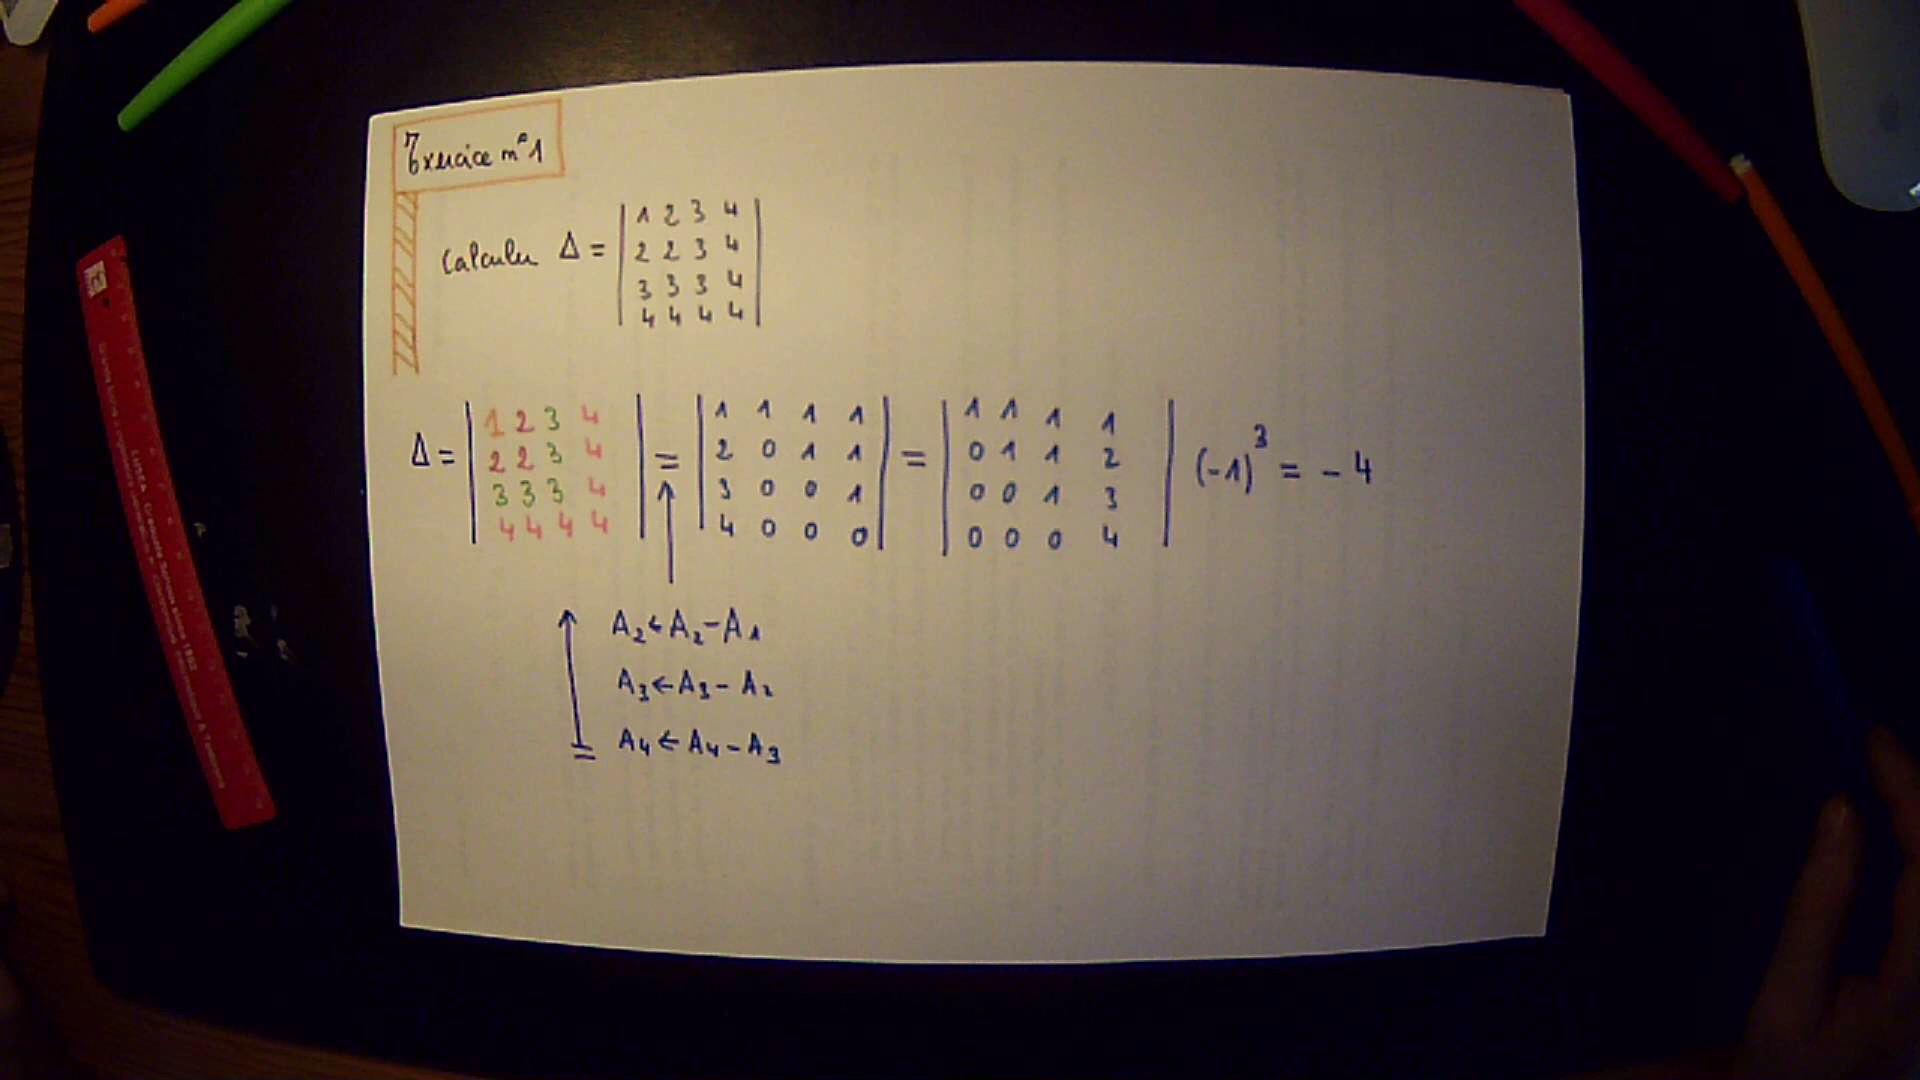 Exercice n°1
Calculer Δ = | 1 2 3 4 |
| 2 2 3 4 |
| 3 3 3 4 |
| 4 4 4 4 |
Δ = | 1 2 3 4 | = | 1 1 1 1 | = | 1 1 1 1 | (-1)³ = - 4
| 2 2 3 4 | | 2 0 1 1 | | 0 1 1 2 |
| 3 3 3 4 | | 3 0 0 1 | | 0 0 1 3 |
| 4 4 4 4 | | 4 0 0 0 | | 0 0 0 4 |
A₂ ← A₂ - A₁
A₃ ← A₃ - A₂
A₄ ← A₄ - A₃